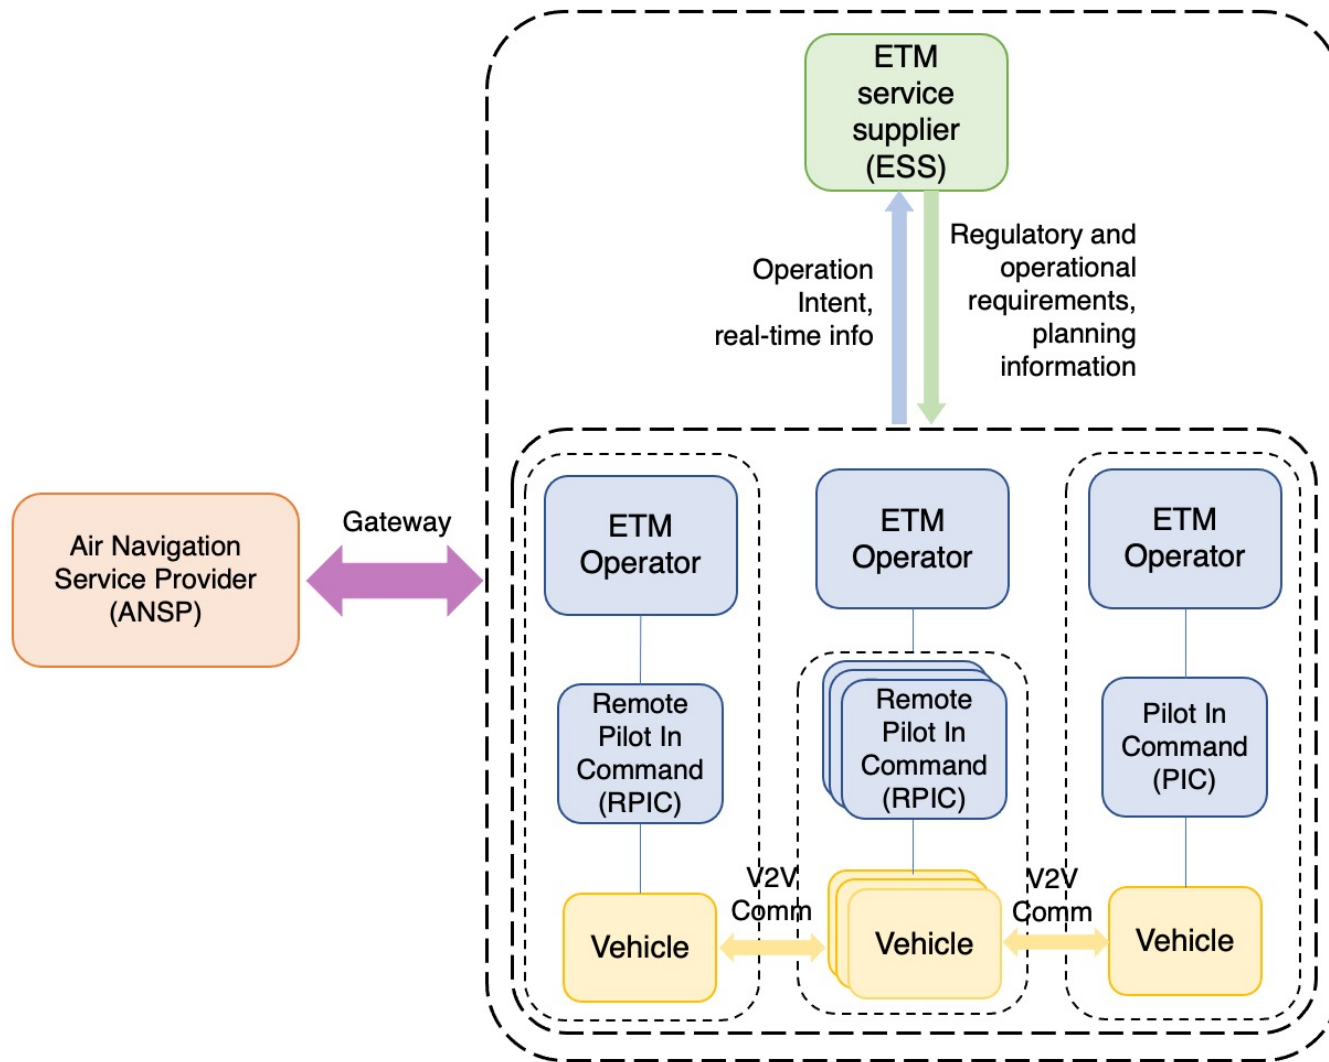 ETM
service
supplier
(ESS)
Operation
Intent,
real-time info
Regulatory and
operational
requirements,
planning
information
Air Navigation
Service Provider
(ANSP)
Gateway
ETM
Operator
ETM
Operator
ETM
Operator
Remote
Pilot In
Command
(RPIC)
Remote
Pilot In
Command
(RPIC)
Pilot In
Command
(PIC)
V2V
Comm
V2V
Comm
Vehicle
Vehicle
Vehicle